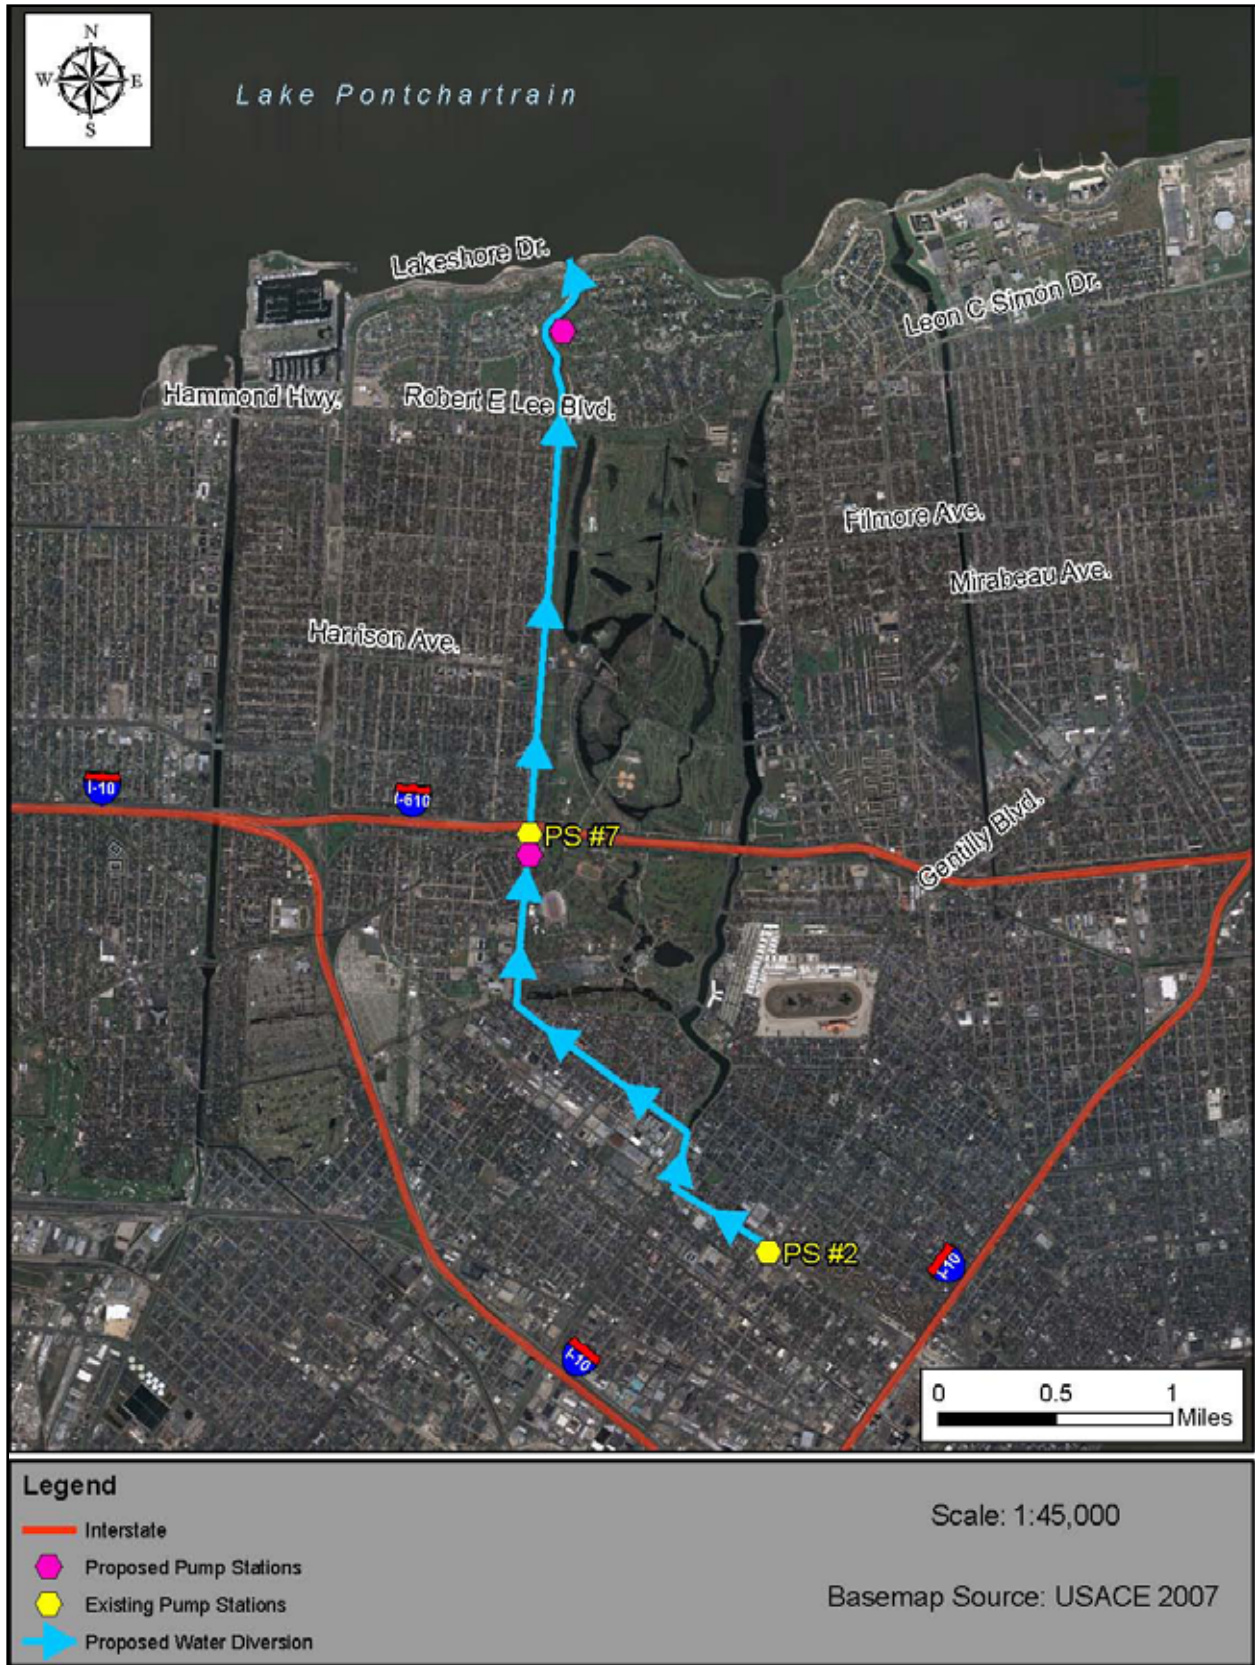 N
W E
S
Lake Pontchartrain
Lakeshore Dr.
Leon C Simon Dr.
Hammond Hwy.
Robert E Lee Blvd.
Filmore Ave.
Mirabeau Ave.
Harrison Ave.
I-10
I-610
PS #7
Gentilly Blvd.
PS #2
I-10
I-10
0 0.5 1
Miles
Legend
Interstate
Proposed Pump Stations
Existing Pump Stations
Proposed Water Diversion
Scale: 1:45,000
Basemap Source: USACE 2007